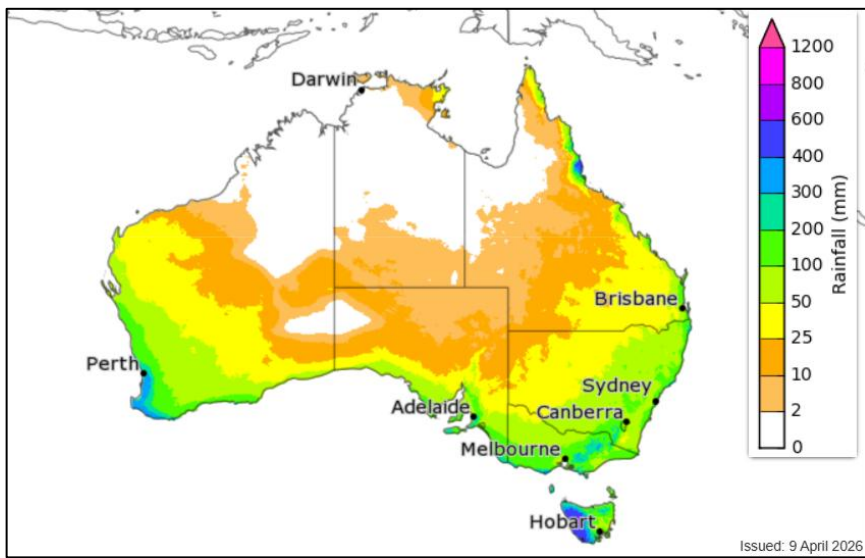 Darwin
Brisbane
Perth
Sydney
Adelaide
Canberra
Melbourne
Hobart
1200
800
600
400
300
200
100
50
25
10
2
0
Rainfall (mm)
Issued: 9 April 2026